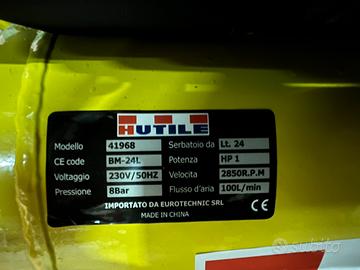 HUTILE
Modello 41968 Serbatoio da Lt. 24
CE code BM-24L Potenza HP 1
Voltaggio 230V/50HZ Velocita 2850R.P.M
Pressione 8Bar Flusso d'aria 100L/min
IMPORTATO DA EUROTECHNIC SRL
MADE IN CHINA
CE
subito